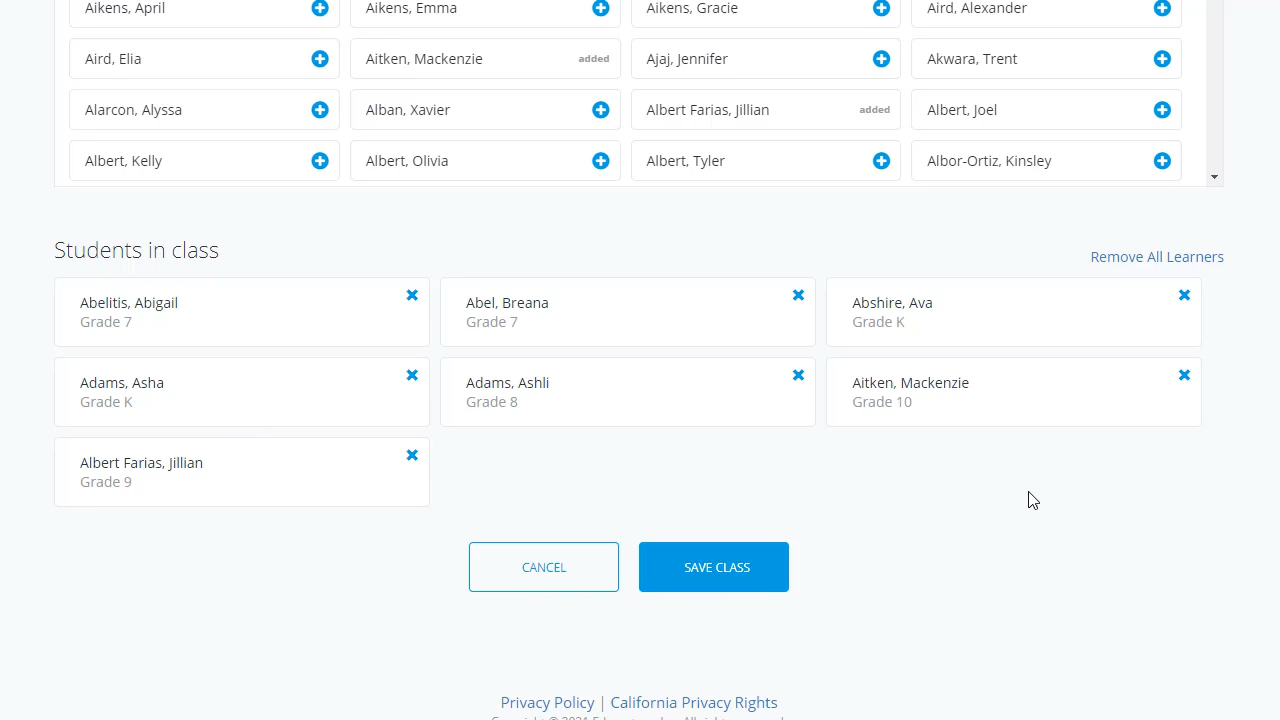 Aikens, April
Aikens, Emma
Aikens, Gracie
Aird, Alexander
Aird, Elia
Aitken, Mackenzie added
Ajaj, Jennifer
Akwara, Trent
Alarcon, Alyssa
Alban, Xavier
Albert Farias, Jillian added
Albert, Joel
Albert, Kelly
Albert, Olivia
Albert, Tyler
Albor-Ortiz, Kinsley
Students in class
Remove All Learners
Abelitis, Abigail
Grade 7
Abel, Breana
Grade 7
Abshire, Ava
Grade K
Adams, Asha
Grade K
Adams, Ashli
Grade 8
Aitken, Mackenzie
Grade 10
Albert Farias, Jillian
Grade 9
CANCEL
SAVE CLASS
Privacy Policy | California Privacy Rights